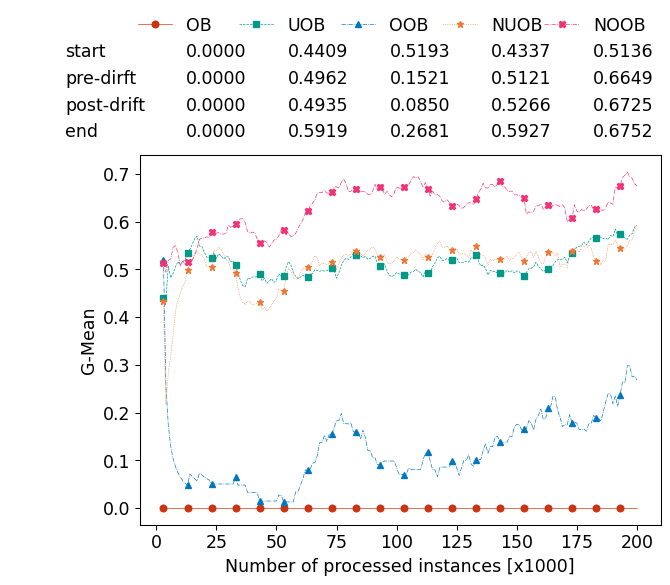 OB UOB OOB NUOB NOOB
start 0.0000 0.4409 0.5193 0.4337 0.5136
pre-dirft 0.0000 0.4962 0.1521 0.5121 0.6649
post-drift 0.0000 0.4935 0.0850 0.5266 0.6725
end 0.0000 0.5919 0.2681 0.5927 0.6752
0.7
0.6
0.5
0.4
0.3
0.2
0.1
0.0
G-Mean
0 25 50 75 100 125 150 175 200
Number of processed instances [x1000]